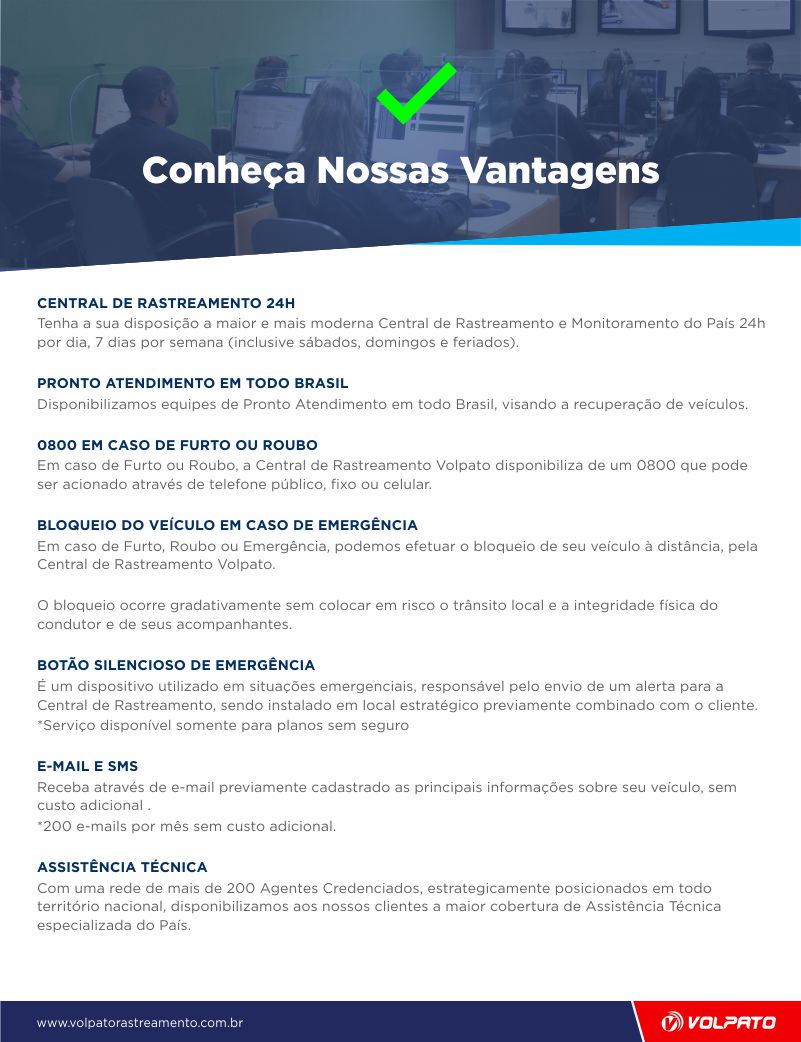 Conheça Nossas Vantagens
CENTRAL DE RASTREAMENTO 24H
Tenha a sua disposição a maior e mais moderna Central de Rastreamento e Monitoramento do País 24h
por dia, 7 dias por semana (inclusive sábados, domingos e feriados).
PRONTO ATENDIMENTO EM TODO BRASIL
Disponibilizamos equipes de Pronto Atendimento em todo Brasil, visando a recuperação de veículos.
0800 EM CASO DE FURTO OU ROUBO
Em caso de Furto ou Roubo, a Central de Rastreamento Volpato disponibiliza de um 0800 que pode
ser acionado através de telefone público, fixo ou celular.
BLOQUEIO DO VEÍCULO EM CASO DE EMERGÊNCIA
Em caso de Furto, Roubo ou Emergência, podemos efetuar o bloqueio de seu veículo à distância, pela
Central de Rastreamento Volpato.
O bloqueio ocorre gradativamente sem colocar em risco o trânsito local e a integridade física do
condutor e de seus acompanhantes.
BOTÃO SILENCIOSO DE EMERGÊNCIA
É um dispositivo utilizado em situações emergenciais, responsável pelo envio de um alerta para a
Central de Rastreamento, sendo instalado em local estratégico previamente combinado com o cliente.
*Serviço disponível somente para planos sem seguro
E-MAIL E SMS
Receba através de e-mail previamente cadastrado as principais informações sobre seu veículo, sem
custo adicional .
*200 e-mails por mês sem custo adicional.
ASSISTÊNCIA TÉCNICA
Com uma rede de mais de 200 Agentes Credenciados, estrategicamente posicionados em todo
território nacional, disponibilizamos aos nossos clientes a maior cobertura de Assistência Técnica
especializada do País.
www.volpatorastreamento.com.br
VOLPATO